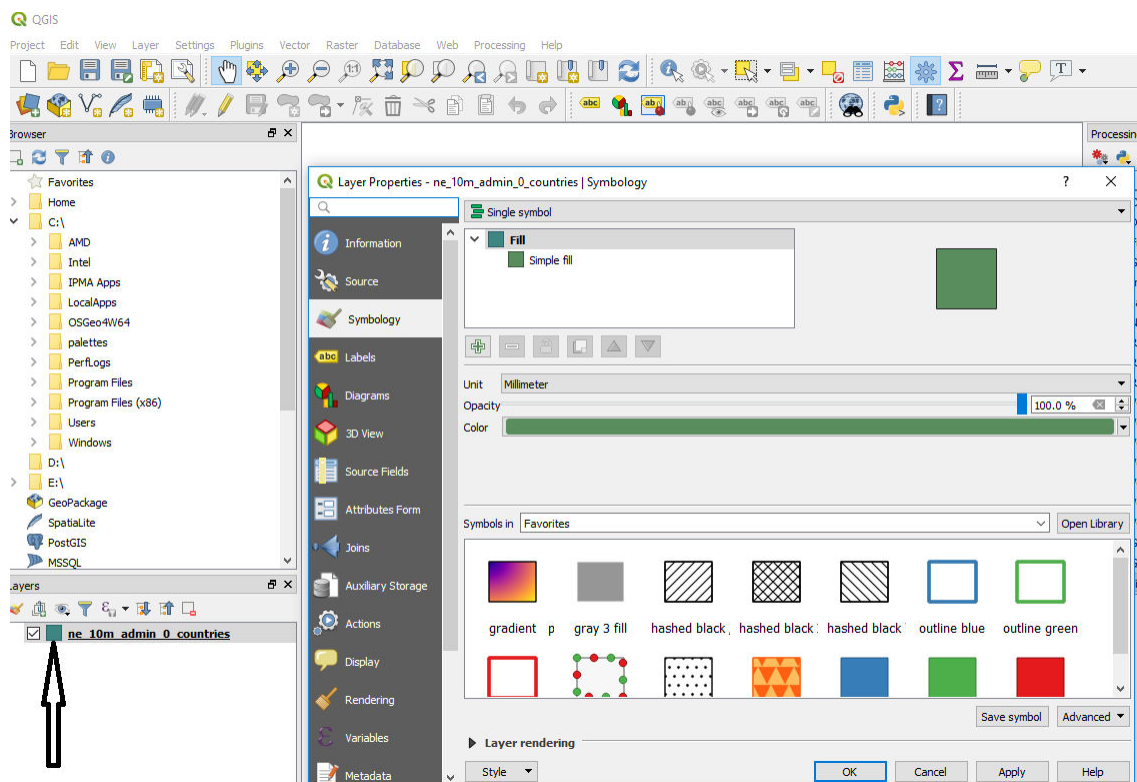 QGIS
Project Edit View Layer Settings Plugins Vector Raster Database Web Processing Help
Browser
Favorites
Home
C:\
AMD
Intel
IPMA Apps
LocalApps
OSGeo4W64
palettes
PerfLogs
Program Files
Program Files (x86)
Users
Windows
D:\
E:\
GeoPackage
SpatiaLite
PostGIS
MSSQL
Layers
ne_10m_admin_0_countries
Processin
Layer Properties - ne_10m_admin_0_countries | Symbology
Information
Source
Symbology
abc Labels
Diagrams
3D View
Source Fields
Attributes Form
Joins
Auxiliary Storage
Actions
Display
Rendering
Variables
Metadata
Single symbol
Fill
Simple fill
Unit Millimeter
Opacity 100.0 %
Color
Symbols in Favorites Open Library
gradient p gray 3 fill hashed black hashed black hashed black outline blue outline green
Save symbol Advanced
Layer rendering
Style OK Cancel Apply Help